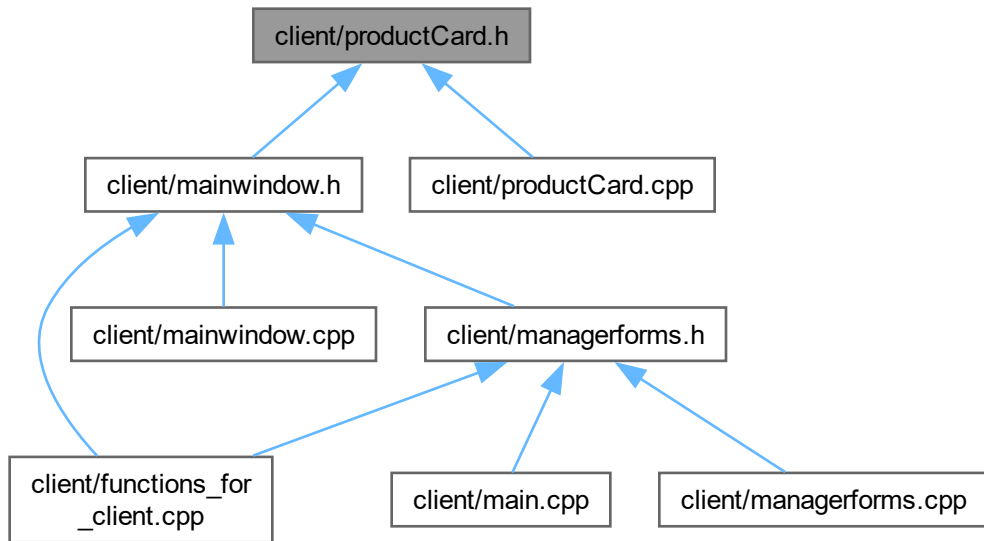 client/productCard.h
client/mainwindow.h
client/productCard.cpp
client/mainwindow.cpp
client/managerforms.h
client/functions_for
_client.cpp
client/main.cpp
client/managerforms.cpp